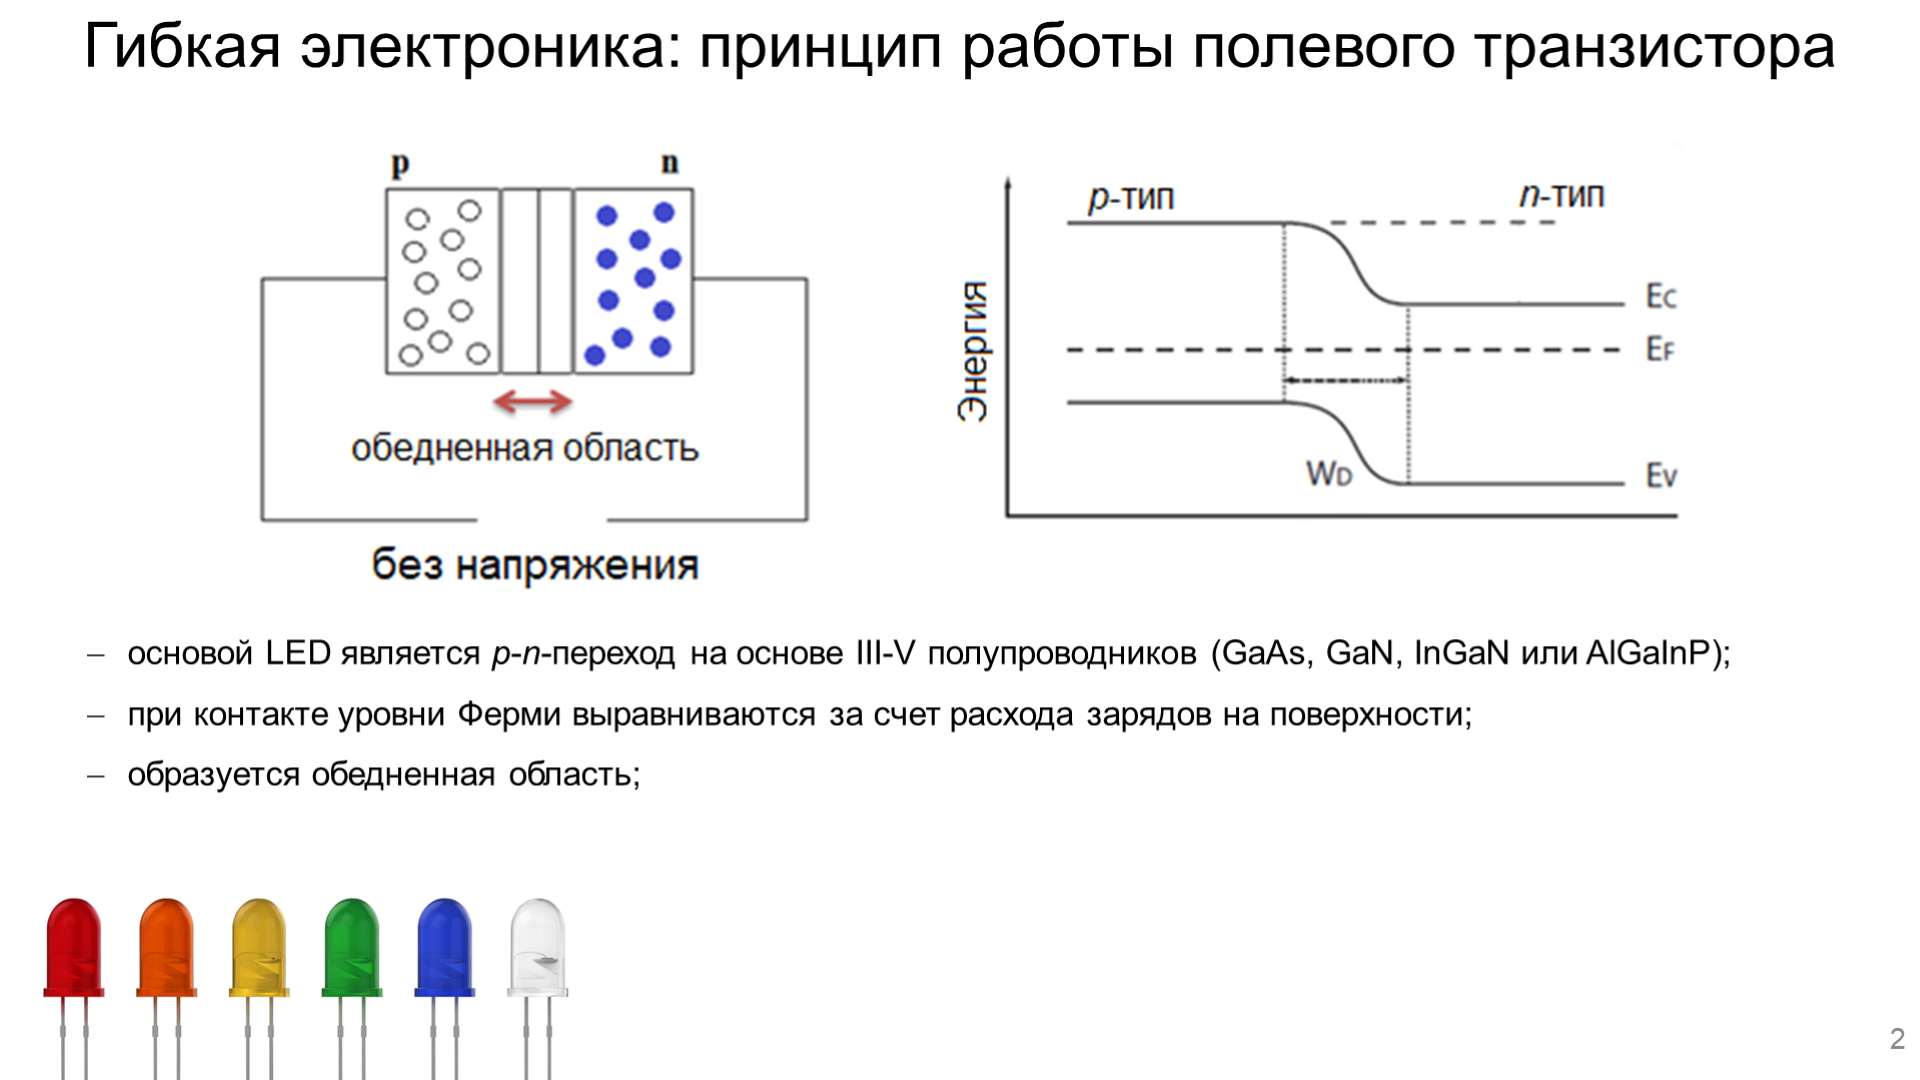 Гибкая электроника: принцип работы полевого транзистора
p
n
обедненная область
без напряжения
p-тип
n-тип
Энергия
EC
EF
WD
EV
– основой LED является p-n-переход на основе III-V полупроводников (GaAs, GaN, InGaN или AlGaInP);
– при контакте уровни Ферми выравниваются за счет расхода зарядов на поверхности;
– образуется обедненная область;
2